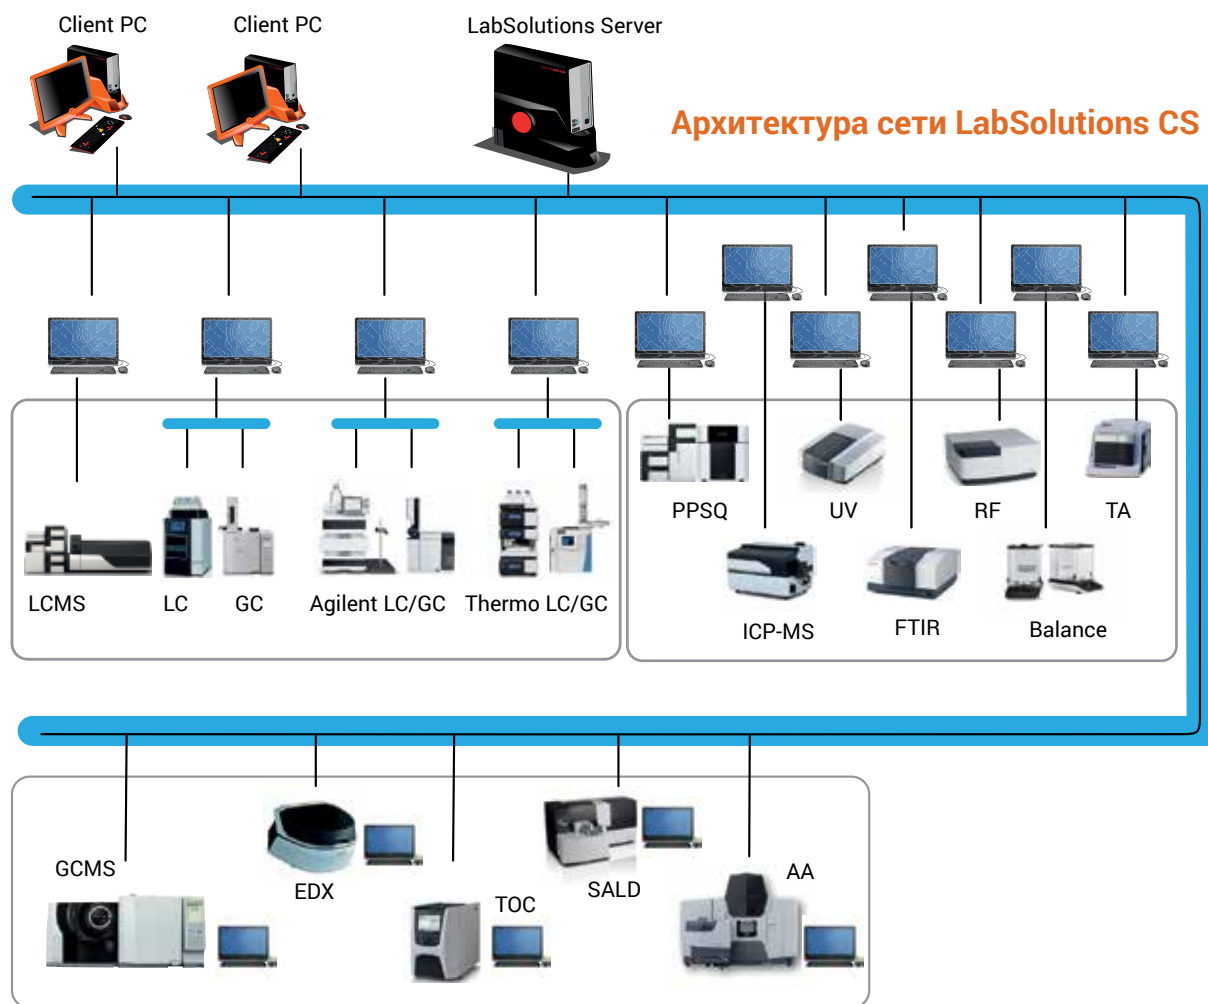 Client PC
Client PC
LabSolutions Server
Архитектура сети LabSolutions CS
PPSQ
UV
RF
TA
LCMS
LC
GC
Agilent LC/GC
Thermo LC/GC
ICP-MS
FTIR
Balance
GCMS
EDX
TOC
SALD
AA